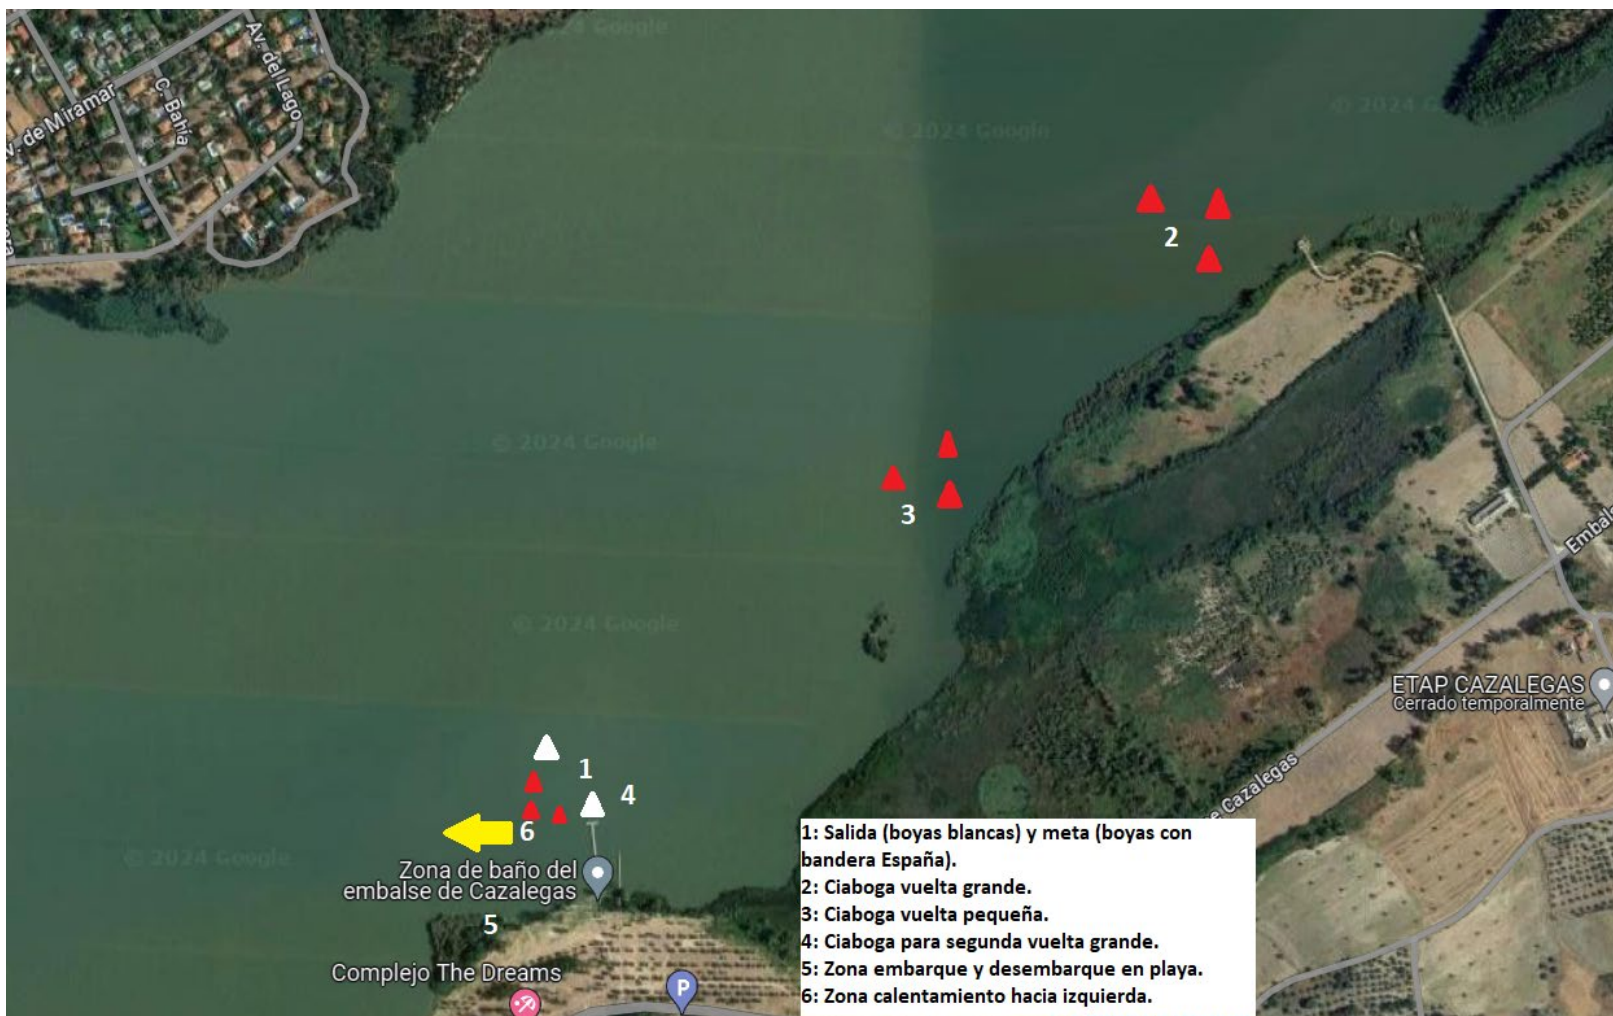 © 2024 Google
Av. del Lago
C. Bahía
v. de Miramar
© 2024 Google
© 2024 G
2
© 2024 Google
3
Embals
© 2024 Google
ETAP CAZALEGAS
Cerrado temporalmente
1
4
e Cazalegas
6
© 2024 Google
Zona de baño del
embalse de Cazalegas
5
Complejo The Dreams
P
1: Salida (boyas blancas) y meta (boyas con
bandera España).
2: Ciaboga vuelta grande.
3: Ciaboga vuelta pequeña.
4: Ciaboga para segunda vuelta grande.
5: Zona embarque y desembarque en playa.
6: Zona calentamiento hacia izquierda.